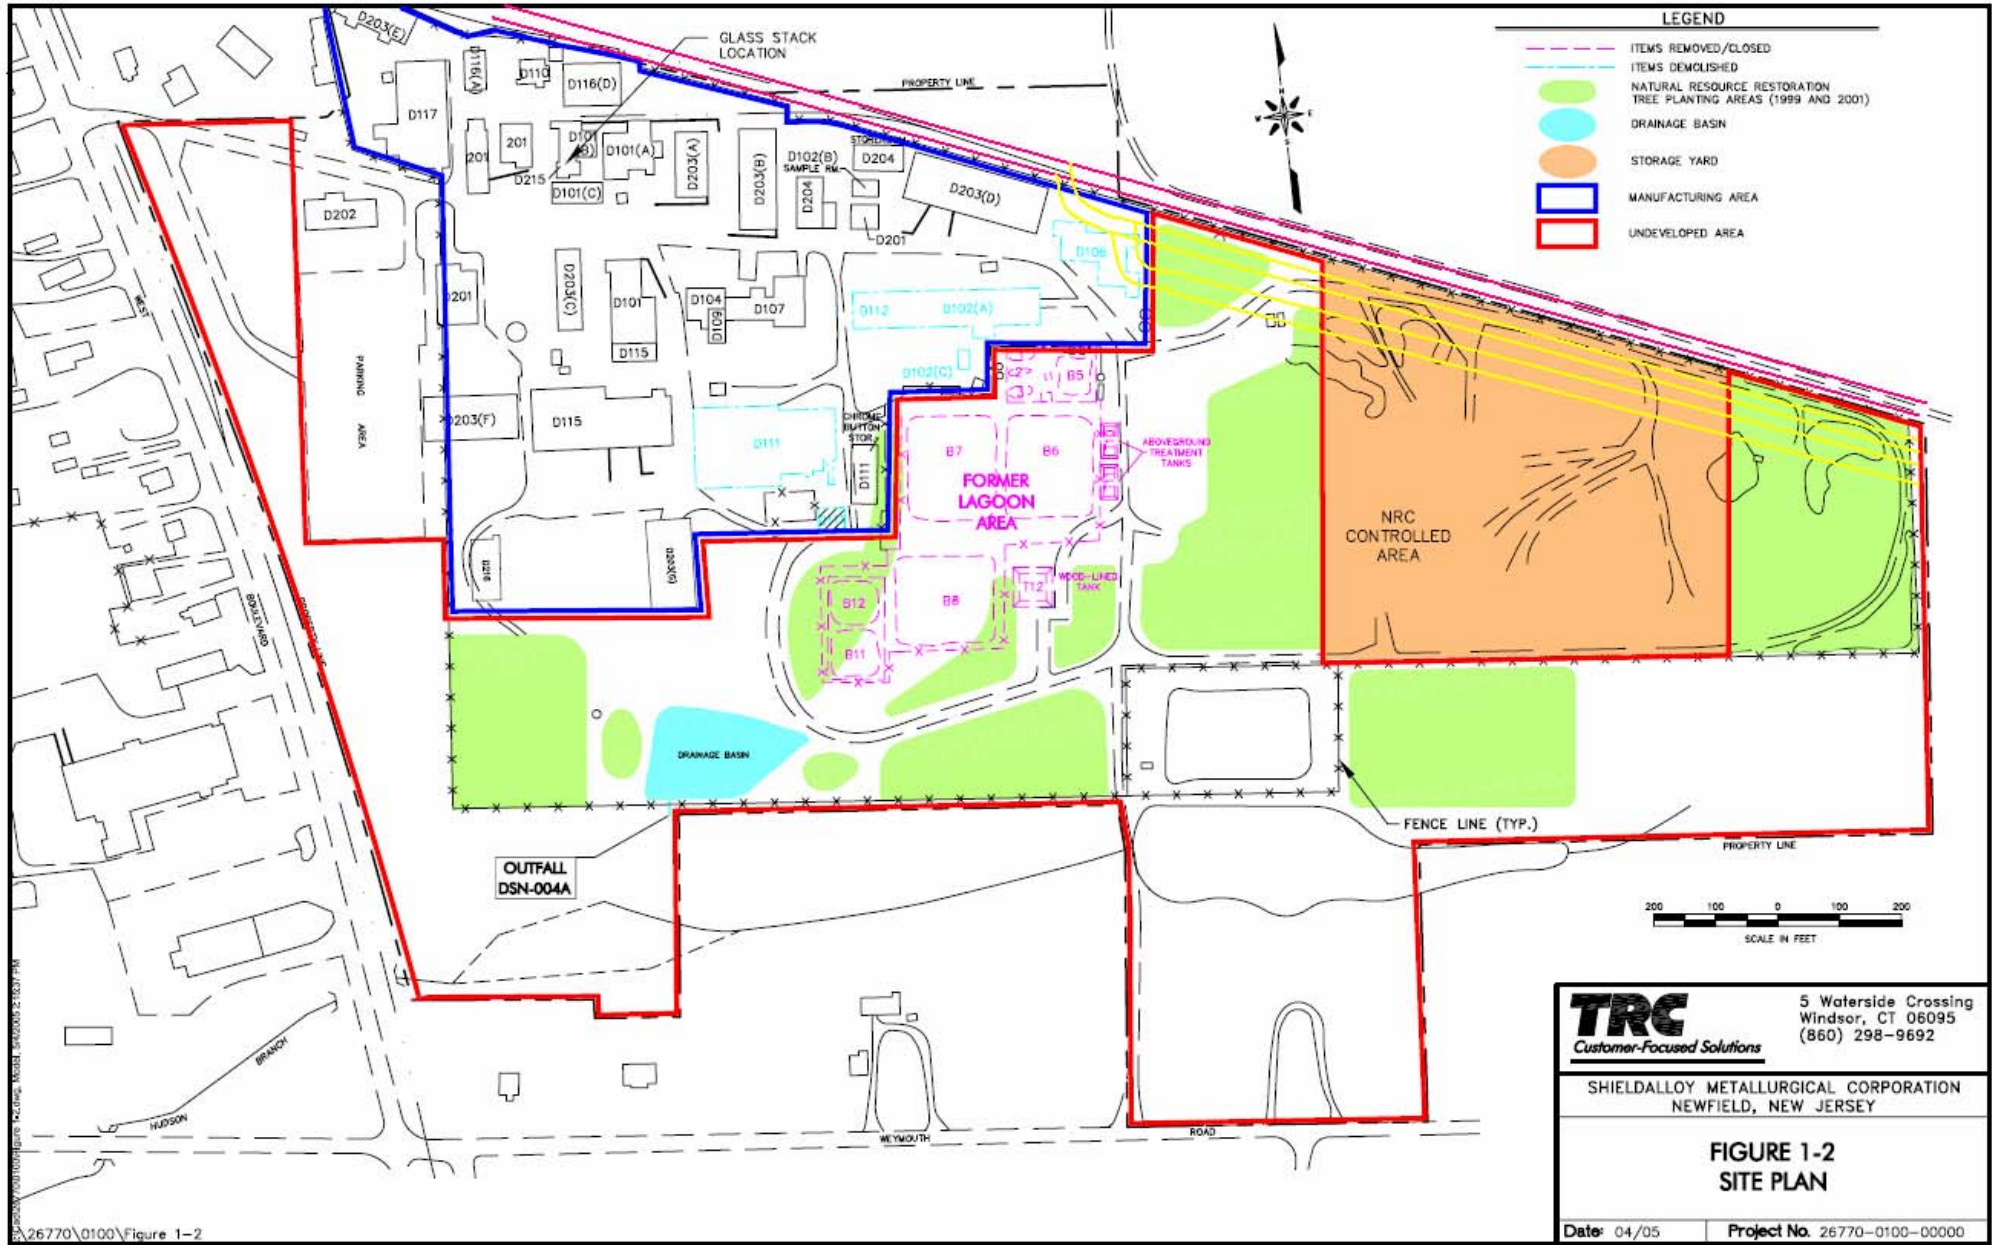 LEGEND
ITEMS REMOVED/CLOSED
ITEMS DEMOLISHED
NATURAL RESOURCE RESTORATION
TREE PLANTING AREAS (1999 AND 2001)
DRAINAGE BASIN
STORAGE YARD
MANUFACTURING AREA
UNDEVELOPED AREA
N
W
E
S
GLASS STACK
LOCATION
PROPERTY LINE
D203(E)
D116(A)
D110
D116(D)
D117
201
201
D215
D101(A)
D101(C)
D203(A)
D203(B)
D102(B)
SAMPLE RM.
D204
D204
D201
D203(D)
D202
D201
D203(C)
D101
D115
D104
D107
D109
D112
D102(A)
D106
D102(C)
D203(F)
D115
D111
CHROME
BUTTON
STOR.
D111
D216
D203(G)
PARKING
AREA
WEST
BOULEVARD
PROPERTY LINE
B5
B7
B6
FORMER
LAGOON
AREA
ABOVEGROUND
TREATMENT
TANKS
WOOD-LINED
TANK
T12
B8
B12
B11
NRC
CONTROLLED
AREA
DRAINAGE BASIN
OUTFALL
DSN-004A
FENCE LINE (TYP.)
PROPERTY LINE
200
100
0
100
200
SCALE IN FEET
HUDSON
BRANCH
WEYMOUTH
ROAD
TRC
Customer-Focused Solutions
5 Waterside Crossing
Windsor, CT 06095
(860) 298-9692
SHIELDALLOY METALLURGICAL CORPORATION
NEWFIELD, NEW JERSEY
FIGURE 1-2
SITE PLAN
Date: 04/05
Project No. 26770-0100-00000
\26770\0100\Figure 1-2